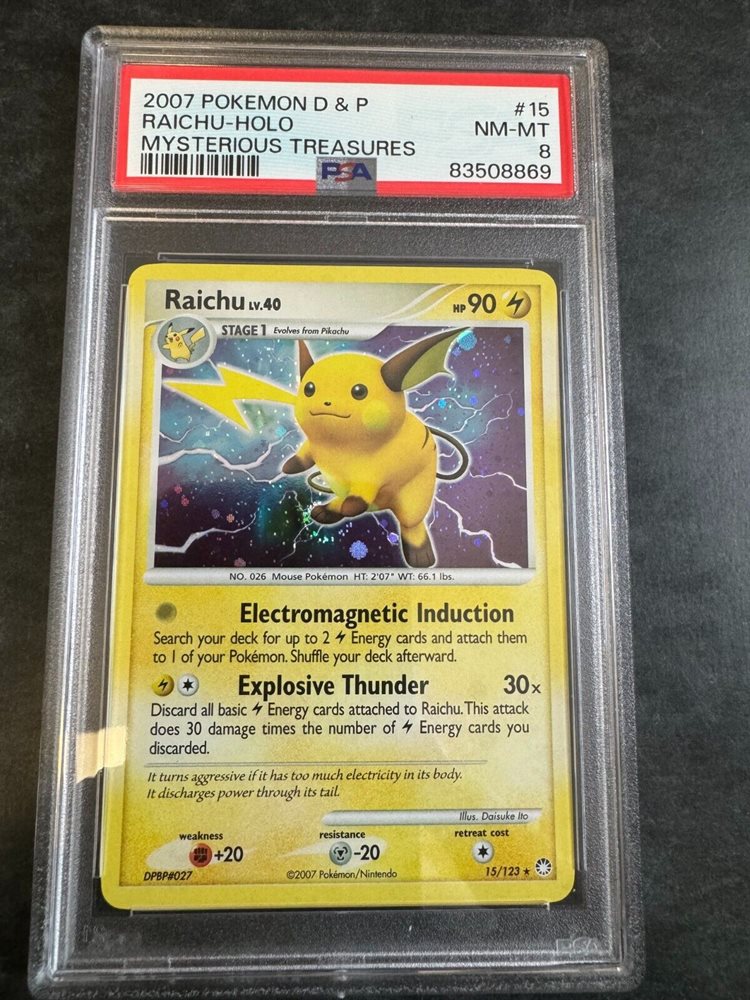 2007 POKEMON D & P #15
RAICHU-HOLO NM-MT
MYSTERIOUS TREASURES 8
PSA 83508869
Raichu LV.40 HP 90
STAGE 1 Evolves from Pikachu
NO. 026 Mouse Pokémon HT: 2'07" WT: 66.1 lbs.
Electromagnetic Induction
Search your deck for up to 2 Energy cards and attach them
to 1 of your Pokémon. Shuffle your deck afterward.
Explosive Thunder 30x
Discard all basic Energy cards attached to Raichu. This attack
does 30 damage times the number of Energy cards you
discarded.
It turns aggressive if it has too much electricity in its body.
It discharges power through its tail.
Illus. Daisuke Ito
weakness resistance retreat cost
+20 -20
DPBP#027 ©2007 Pokémon/Nintendo 15/123
PSA